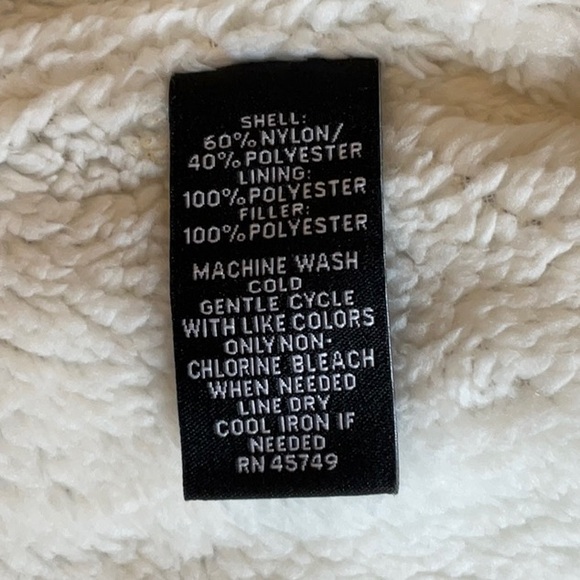 SHELL:
60% NYLON/
40% POLYESTER
LINING:
100% POLYESTER
FILLER:
100% POLYESTER
MACHINE WASH
COLD
GENTLE CYCLE
WITH LIKE COLORS
ONLY NON-
CHLORINE BLEACH
WHEN NEEDED
LINE DRY
COOL IRON IF
NEEDED
RN 45749